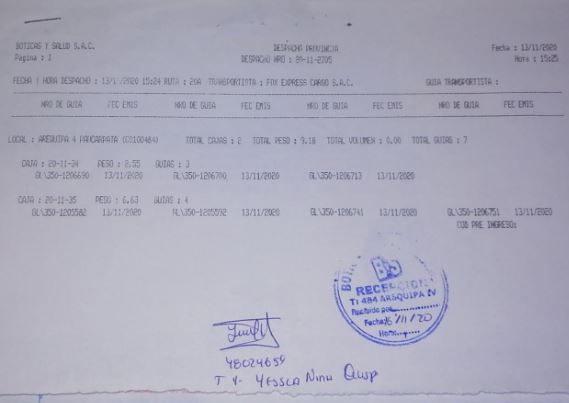 BOTICAS Y SALUD S.A.C. DESPACHO PROVINCIA Fecha : 13/11/2020
Pagina : 1 DESPACHO NRO : 20-11-2705 Hora : 15:25
FECHA Y HORA DESPACHO : 13/11/2020 15:24 RUTA : 20A TRANSPORTISTA : FOX EXPRESS CARGO S.A.C. GUIA TRANSPORTISTA :
NRO DE GUIA FEC EMIS NRO DE GUIA FEC EMIS NRO DE GUIA FEC EMIS NRO DE GUIA FEC EMIS
LOCAL : AREQUIPA 4 PAUCARPATA (C0100484) TOTAL CAJAS : 2 TOTAL PESO : 9.18 TOTAL VOLUMEN : 0.00 TOTAL GUIAS : 7
CAJA : 20-11-34 PESO : 2.55 GUIAS : 3
GL\350-1206690 13/11/2020 GL\350-1206700 13/11/2020 GL\350-1206713 13/11/2020
CAJA : 20-11-35 PESO : 6.63 GUIAS : 4
GL\350-1205582 13/11/2020 GL\350-1205592 13/11/2020 GL\350-1206741 13/11/2020 GL\350-1206751 13/11/2020
COD PRE INGRESO:
RECEPCION
TI 484 AREQUIPA IV
Recibido por
Fecha: 16/11/20
Hora:
48024659
Yessca Nina Quisp